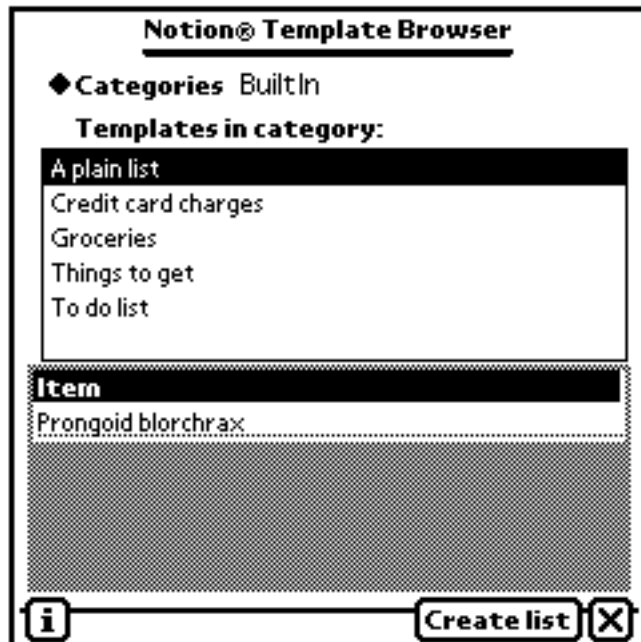 Notion® Template Browser
◆Categories BuiltIn
Templates in category:
A plain list
Credit card charges
Groceries
Things to get
To do list
Item
Prongoid blorchrax
i Create list X